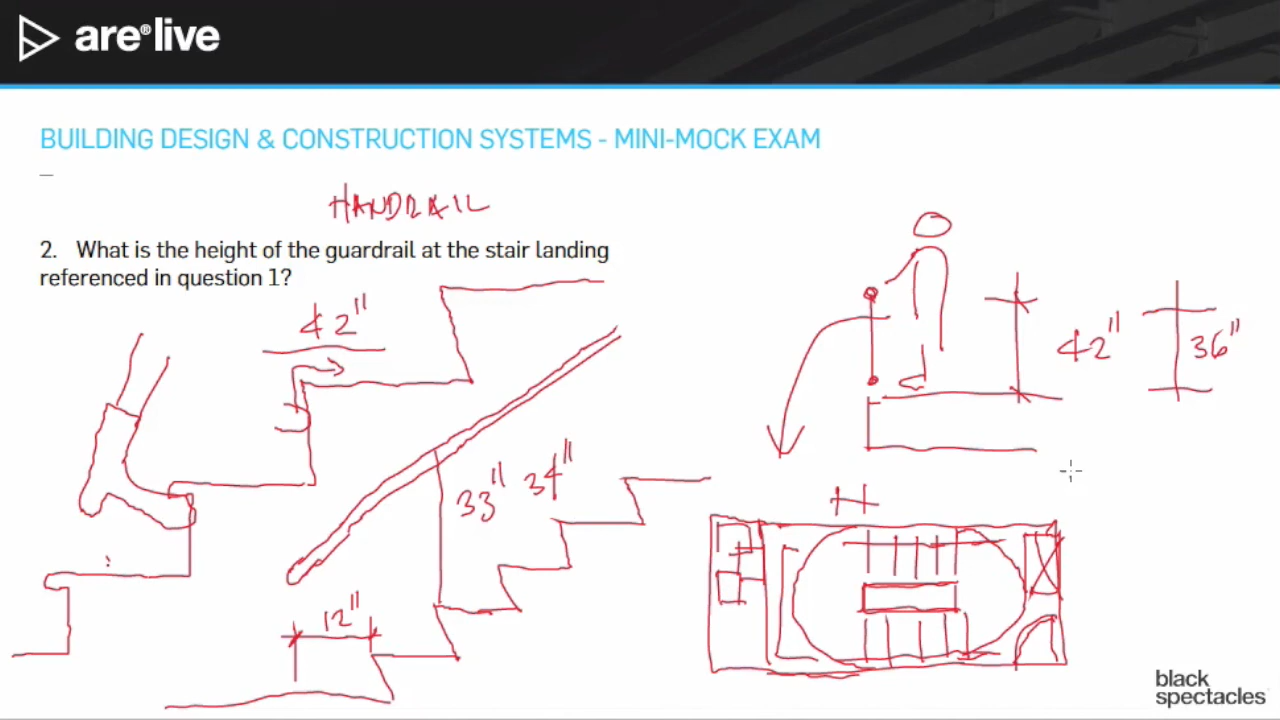 are®live
BUILDING DESIGN & CONSTRUCTION SYSTEMS - MINI-MOCK EXAM
HANDRAIL
2. What is the height of the guardrail at the stair landing
referenced in question 1?
42"
42"
36"
33" 34"
12"
black
spectacles